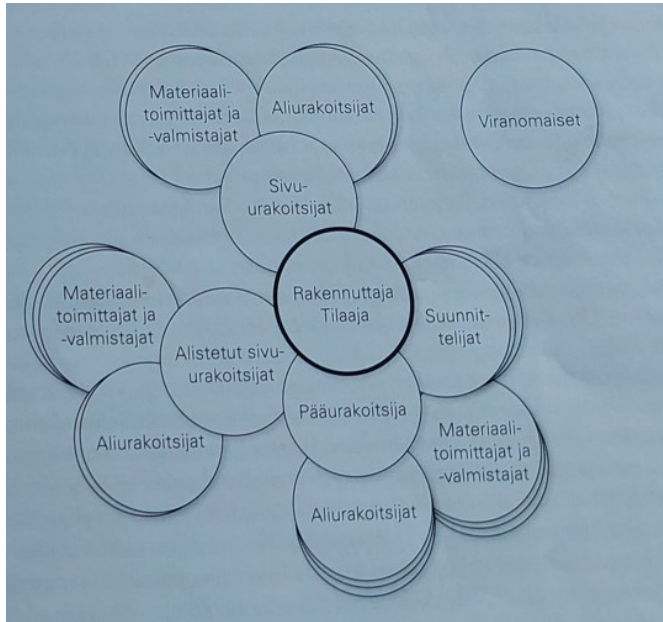 Materiaali-
toimittajat ja
-valmistajat
Aliurakoitsijat
Viranomaiset
Sivu-
urakoitsijat
Rakennuttaja
Tilaaja
Materiaali-
toimittajat ja
-valmistajat
Suunnit-
telijat
Alistetut sivu-
urakoitsijat
Pääurakoitsija
Aliurakoitsijat
Materiaali-
toimittajat ja
-valmistajat
Aliurakoitsijat